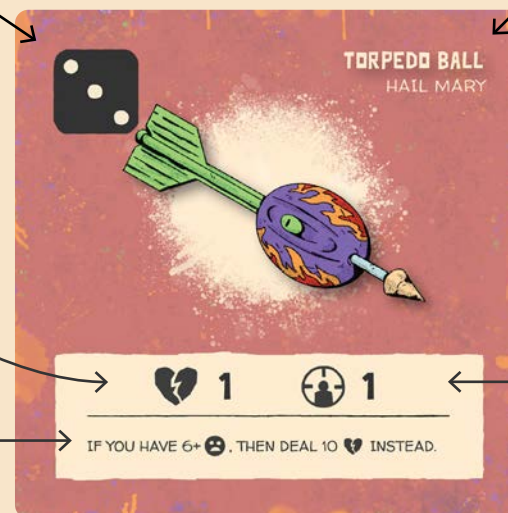 TORPEDO BALL
HAIL MARY
1 1
IF YOU HAVE 6+ , THEN DEAL 10 INSTEAD.